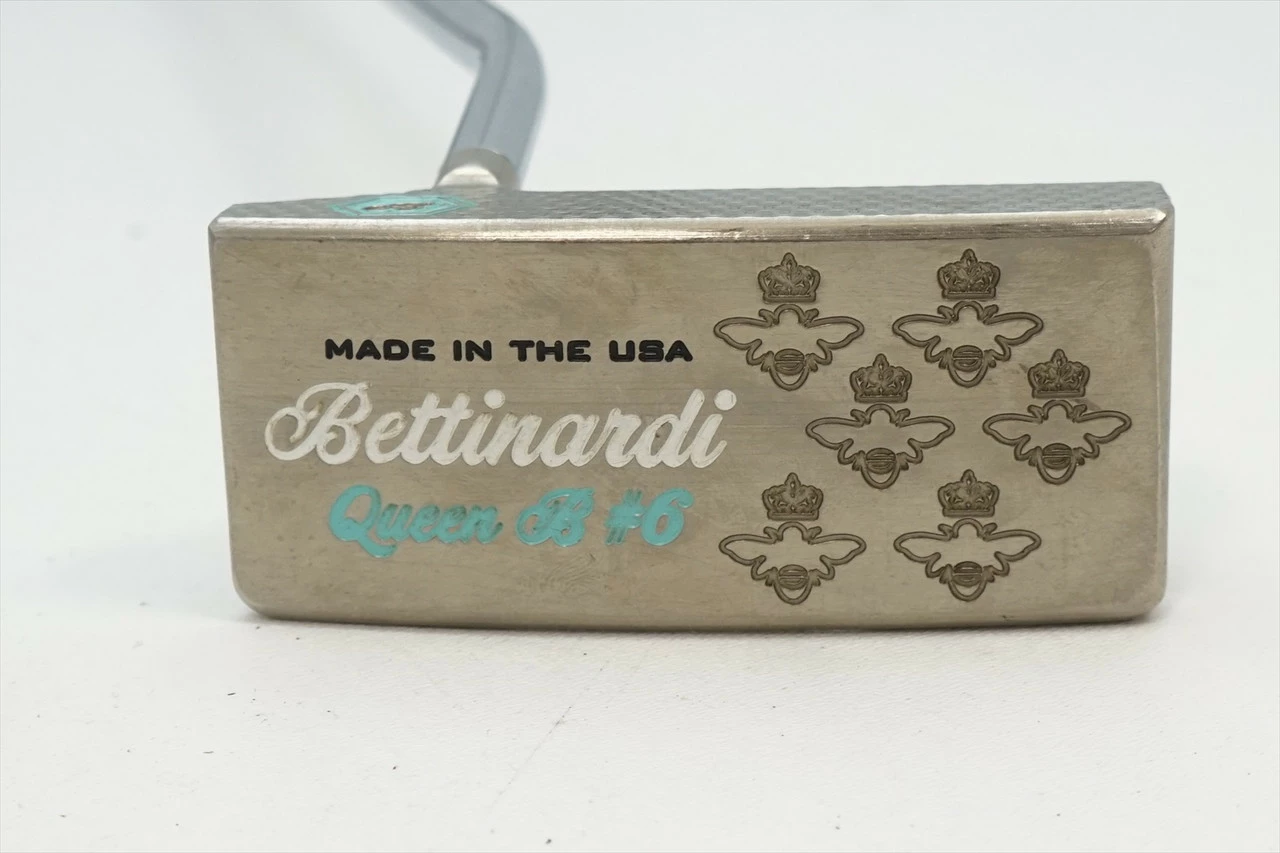 MADE IN THE USA
Bettinardi
Queen B #6